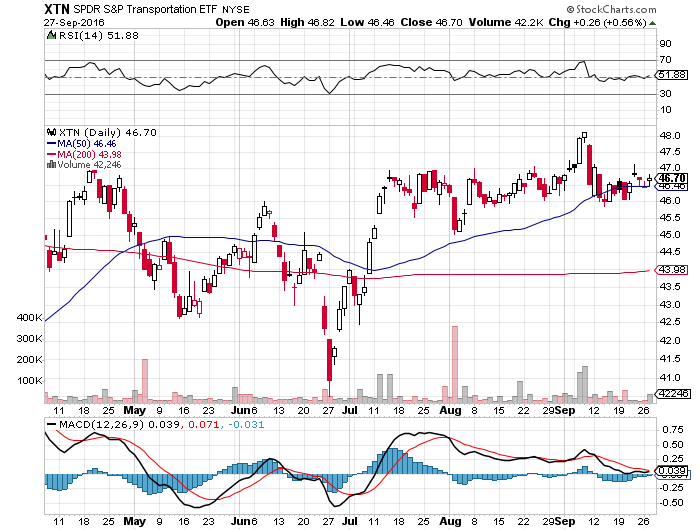 XTN SPDR S&P Transportation ETF NYSE © StockCharts.com
27-Sep-2016 Open 46.63 High 46.82 Low 46.46 Close 46.70 Volume 42.2K Chg +0.26 (+0.56%)
RSI(14) 51.88
90
70
51.88
30
10
XTN (Daily) 46.70
MA(50) 46.46
MA(200) 43.98
Volume 42,246
48.0
47.5
47.0
46.70
46.46
46.0
45.5
45.0
44.5
43.98
43.5
43.0
42.5
42.0
41.5
41.0
42246
400K
300K
200K
100K
11 18 25 May 9 16 23 Jun 6 13 20 27 Jul 11 18 25 Aug 8 15 22 29 Sep 12 19 26
MACD(12,26,9) 0.039, 0.071, -0.031
0.75
0.50
0.25
0.039
-0.25
-0.50
11 18 25 May 9 16 23 Jun 6 13 20 27 Jul 11 18 25 Aug 8 15 22 29 Sep 12 19 26